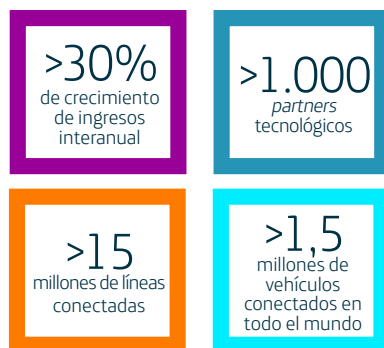 >30%
de crecimiento
de ingresos
interanual
>1.000
partners
tecnológicos
>15
millones de líneas
conectadas
>1,5
millones de
vehículos
conectados en
todo el mundo